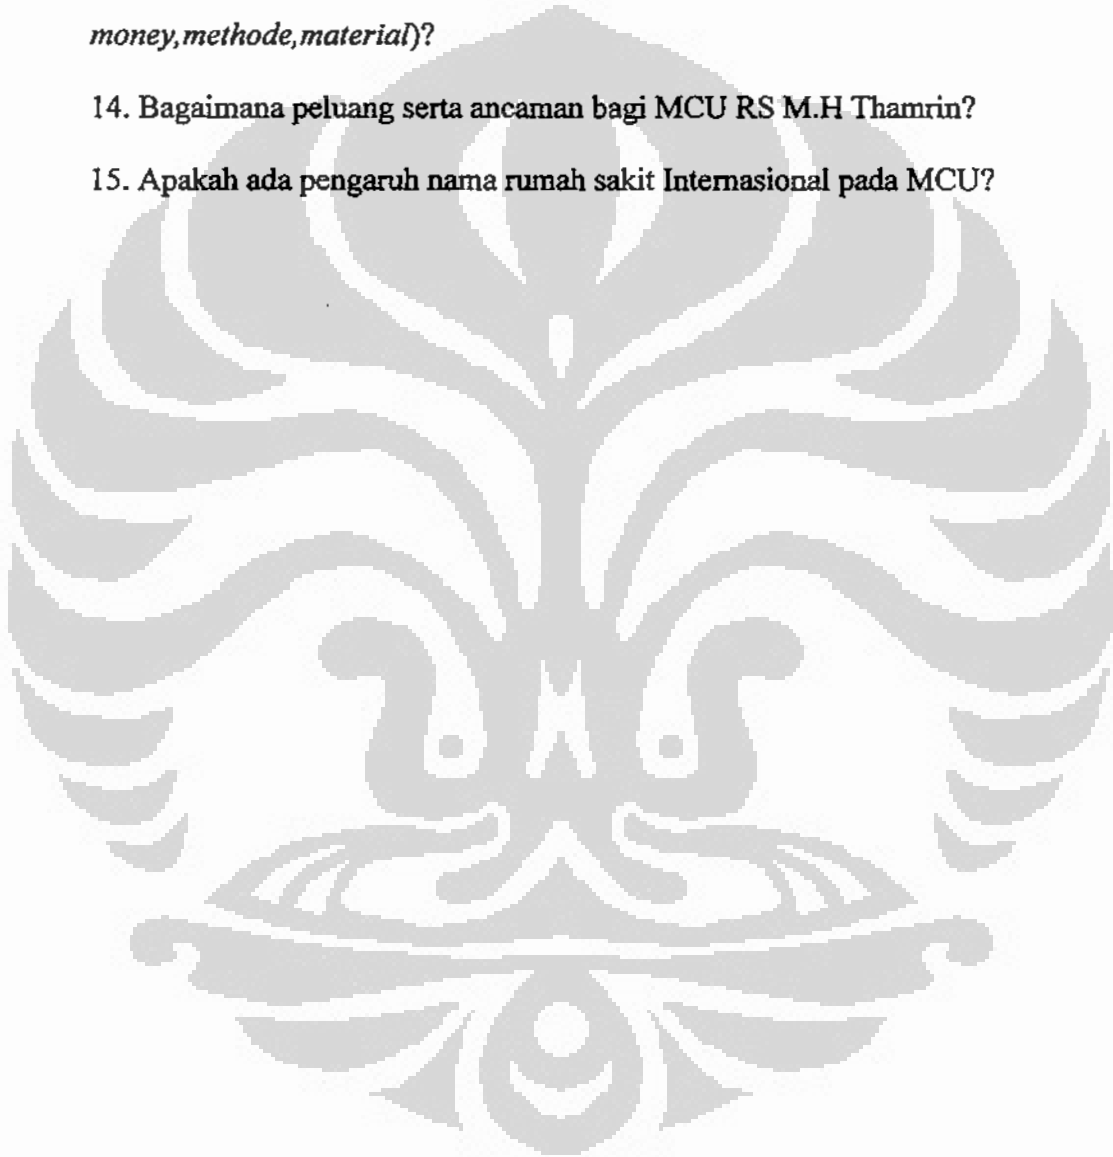 money,methode,material)?
14. Bagaimana peluang serta ancaman bagi MCU RS M.H Thamrin?
15. Apakah ada pengaruh nama rumah sakit Internasional pada MCU?